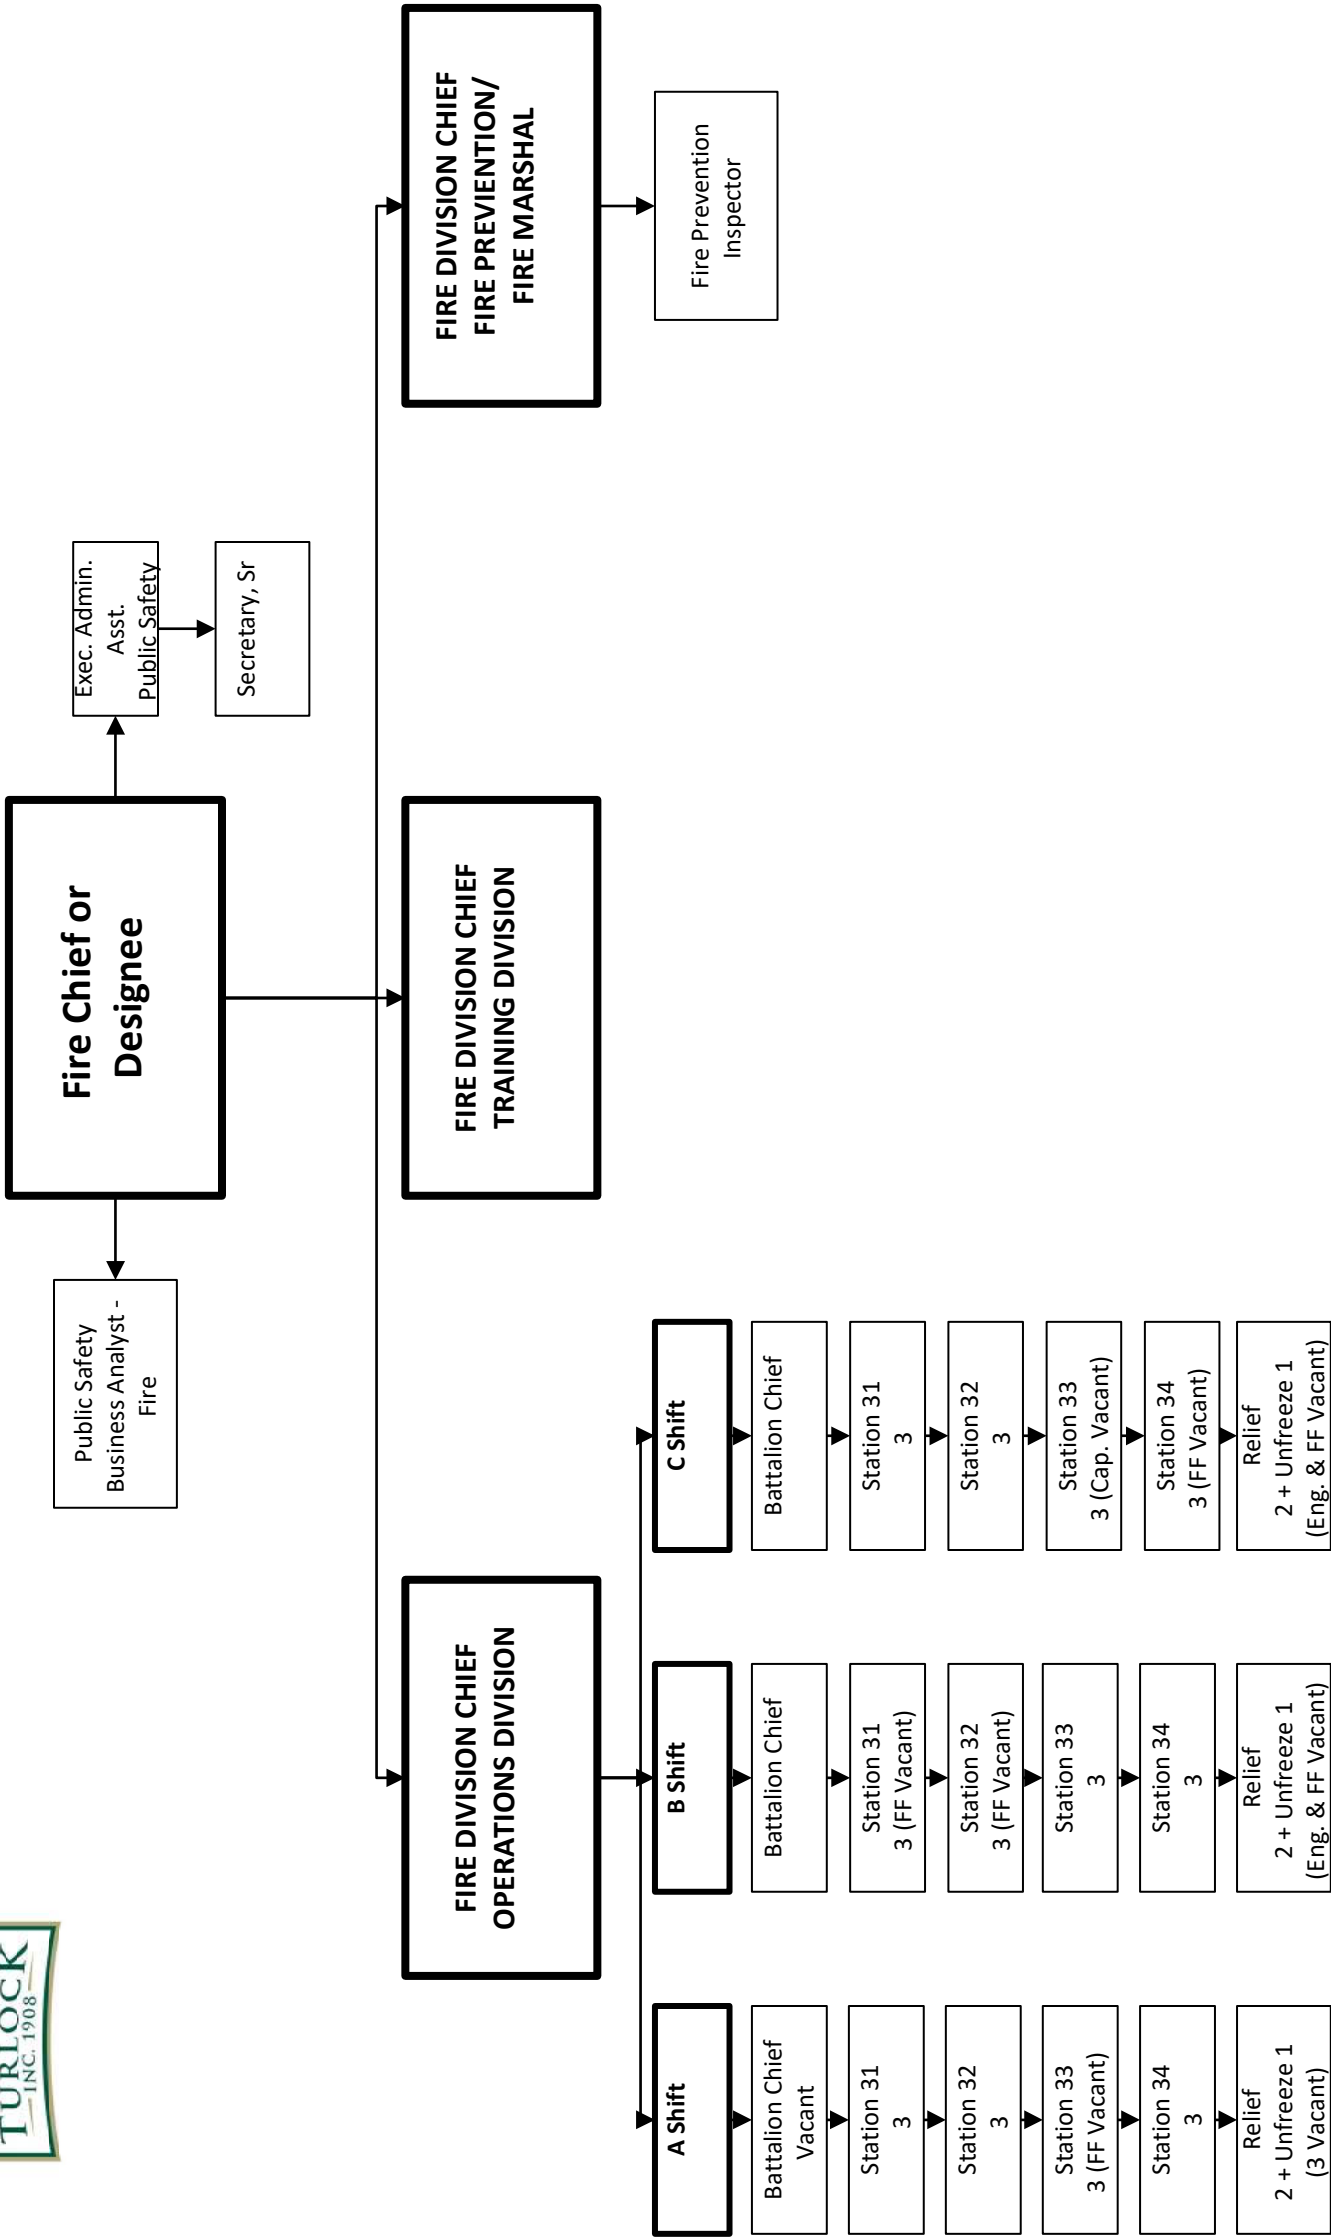 TURLOCK
INC. 1908
Fire Chief or
Designee
Public Safety
Business Analyst -
Fire
Exec. Admin.
Asst.
Public Safety
Secretary, Sr
FIRE DIVISION CHIEF
OPERATIONS DIVISION
FIRE DIVISION CHIEF
TRAINING DIVISION
FIRE DIVISION CHIEF
FIRE PREVIENTION/
FIRE MARSHAL
Fire Prevention
Inspector
A Shift
Battalion Chief
Vacant
Station 31
3
Station 32
3
Station 33
3 (FF Vacant)
Station 34
3
Relief
2 + Unfreeze 1
(3 Vacant)
B Shift
Battalion Chief
Station 31
3 (FF Vacant)
Station 32
3 (FF Vacant)
Station 33
3
Station 34
3
Relief
2 + Unfreeze 1
(Eng. & FF Vacant)
C Shift
Battalion Chief
Station 31
3
Station 32
3
Station 33
3 (Cap. Vacant)
Station 34
3 (FF Vacant)
Relief
2 + Unfreeze 1
(Eng. & FF Vacant)